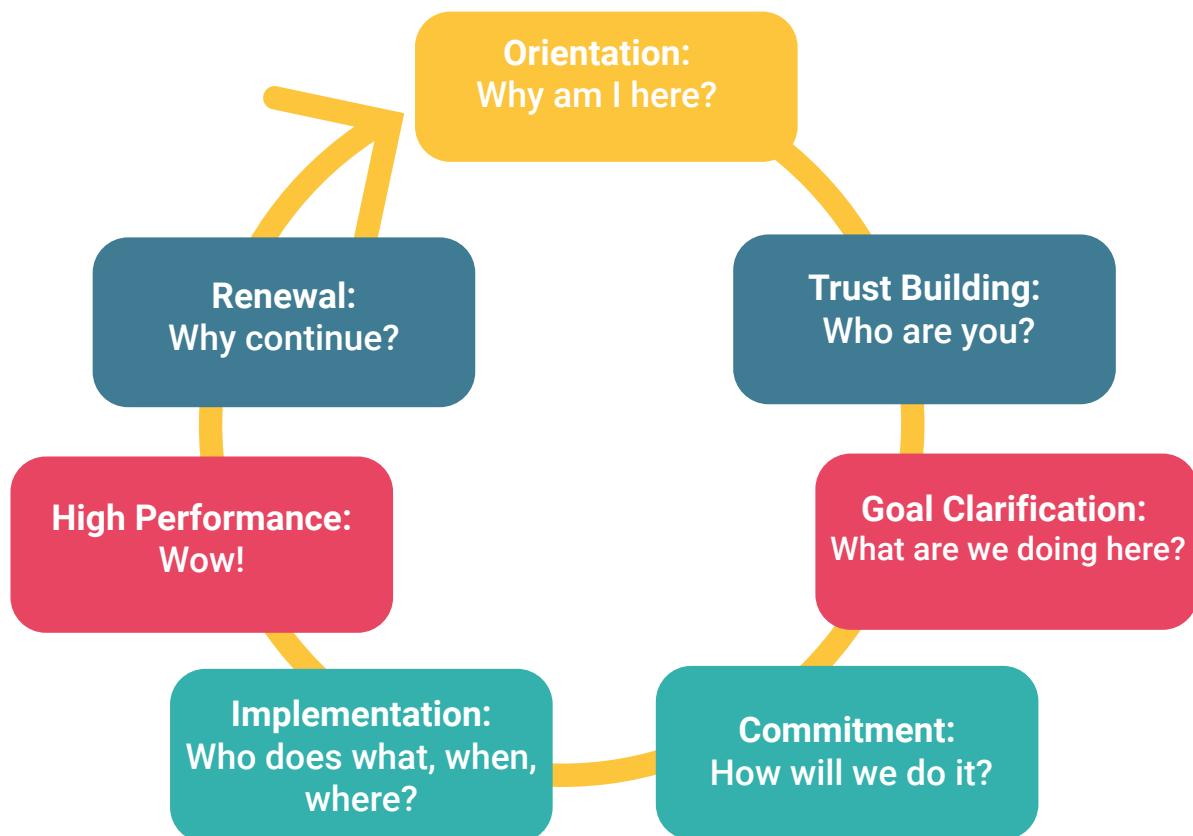 Orientation:
Why am I here?
Trust Building:
Who are you?
Goal Clarification:
What are we doing here?
Commitment:
How will we do it?
Implementation:
Who does what, when,
where?
High Performance:
Wow!
Renewal:
Why continue?